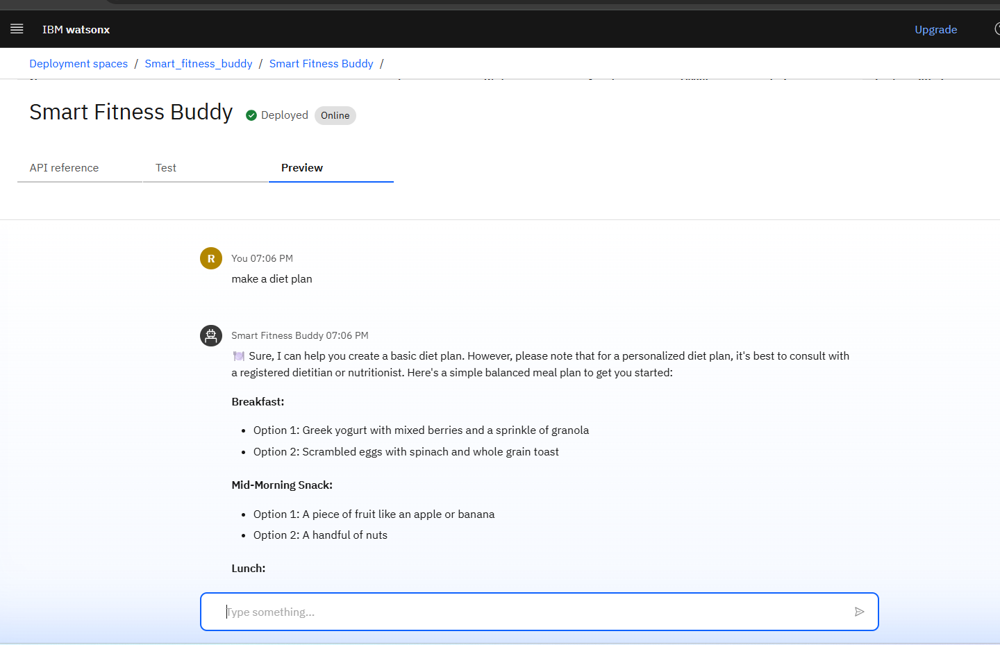 IBM watsonx
Upgrade
Deployment spaces / Smart_fitness_buddy / Smart Fitness Buddy /
Smart Fitness Buddy
Deployed
Online
API reference
Test
Preview
R
You 07:06 PM
make a diet plan
Smart Fitness Buddy 07:06 PM
🍽️ Sure, I can help you create a basic diet plan. However, please note that for a personalized diet plan, it's best to consult with
a registered dietitian or nutritionist. Here's a simple balanced meal plan to get you started:
Breakfast:
• Option 1: Greek yogurt with mixed berries and a sprinkle of granola
• Option 2: Scrambled eggs with spinach and whole grain toast
Mid-Morning Snack:
• Option 1: A piece of fruit like an apple or banana
• Option 2: A handful of nuts
Lunch:
Type something...